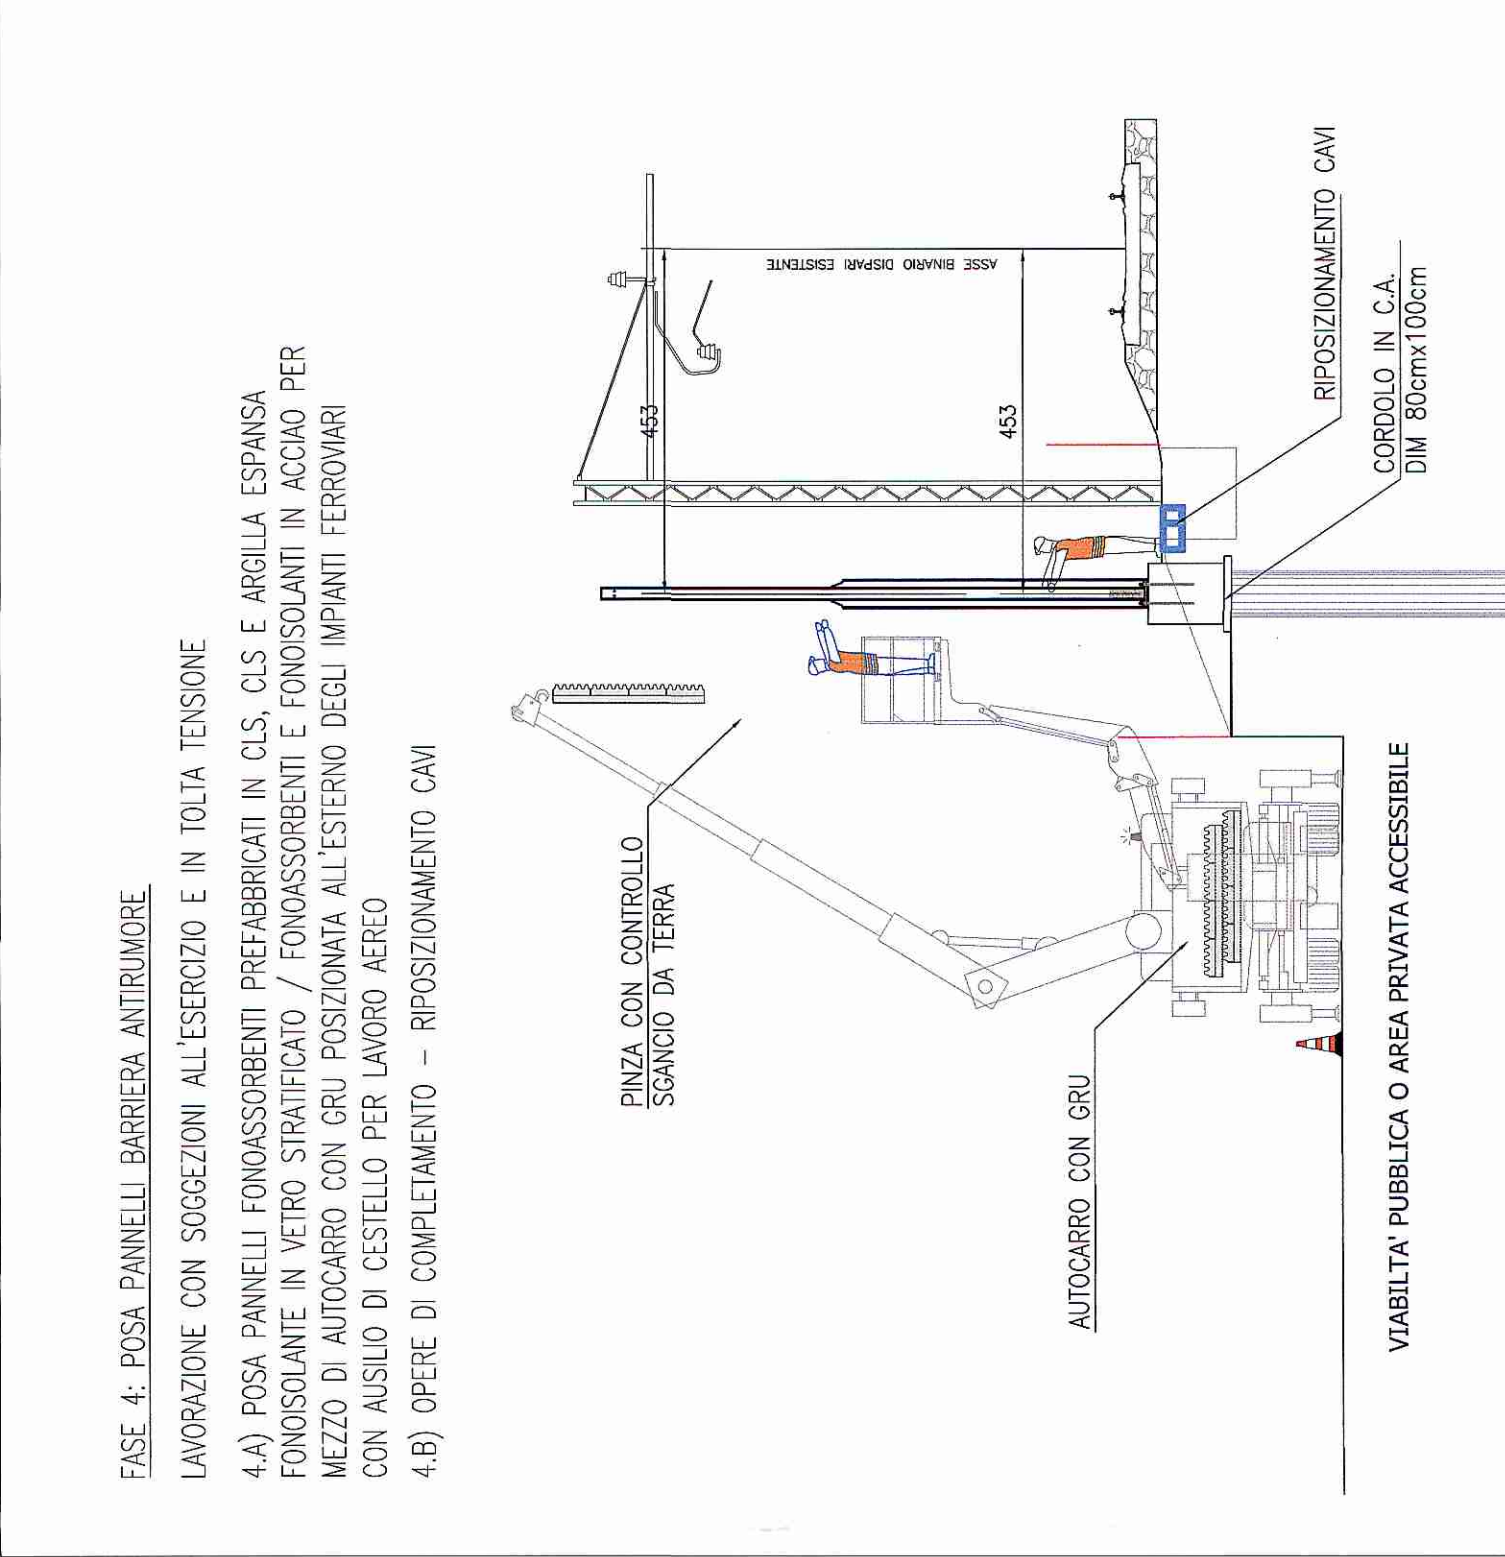 FASE 4: POSA PANNELLI BARRIERA ANTIRUMORE
LAVORAZIONE CON SOGGEZIONI ALL'ESERCIZIO E IN TOLTA TENSIONE
4.A) POSA PANNELLI FONOASSORBENTI PREFABBRICATI IN CLS, CLS E ARGILLA ESPANSA
FONOISOLANTE IN VETRO STRATIFICATO / FONOASSORBENTI E FONOISOLANTI IN ACCIAO PER
MEZZO DI AUTOCARRO CON GRU POSIZIONATA ALL'ESTERNO DEGLI IMPIANTI FERROVIARI
CON AUSILIO DI CESTELLO PER LAVORO AEREO
4.B) OPERE DI COMPLETAMENTO – RIPOSIZIONAMENTO CAVI
PINZA CON CONTROLLO
SGANCIO DA TERRA
453
ASSE BINARIO DISPARI ESISTENTE
453
AUTOCARRO CON GRU
RIPOSIZIONAMENTO CAVI
CORDOLO IN C.A.
DIM 80cmx100cm
VIABILTA' PUBBLICA O AREA PRIVATA ACCESSIBILE